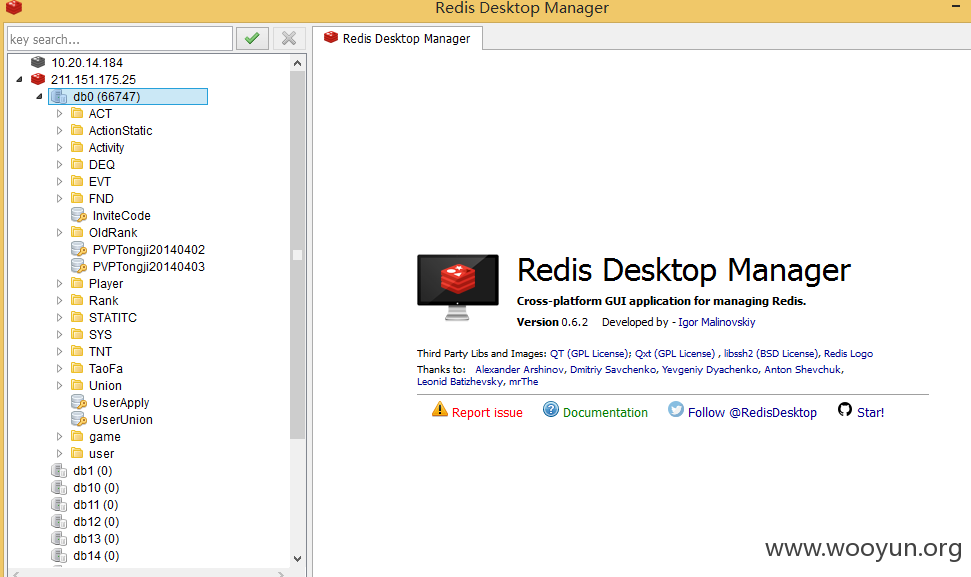 Redis Desktop Manager
key search...
Redis Desktop Manager
10.20.14.184
211.151.175.25
db0 (66747)
ACT
ActionStatic
Activity
DEQ
EVT
FND
InviteCode
OldRank
PVPTongji20140402
PVPTongji20140403
Player
Rank
STATITC
SYS
TNT
TaoFa
Union
UserApply
UserUnion
game
user
db1 (0)
db10 (0)
db11 (0)
db12 (0)
db13 (0)
db14 (0)
Redis Desktop Manager
Cross-platform GUI application for managing Redis.
Version 0.6.2 Developed by - Igor Malinovskiy
Third Party Libs and Images: QT (GPL License); Qxt (GPL License) , libssh2 (BSD License), Redis Logo
Thanks to: Alexander Arshinov, Dmitriy Savchenko, Yevgeniy Dyachenko, Anton Shevchuk,
Leonid Batizhevsky, mrThe
Report issue Documentation Follow @RedisDesktop Star!
www.wooyun.org